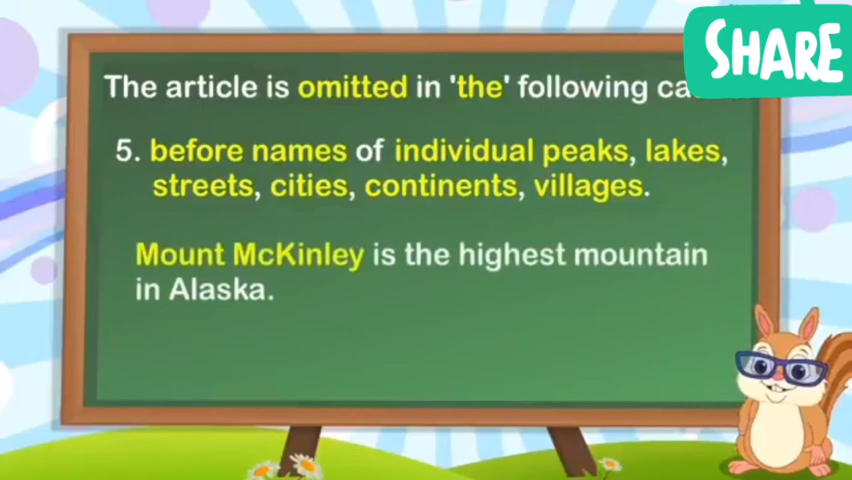 SHARE
The article is omitted in 'the' following
5. before names of individual peaks, lakes,
streets, cities, continents, villages.
Mount McKinley is the highest mountain
in Alaska.